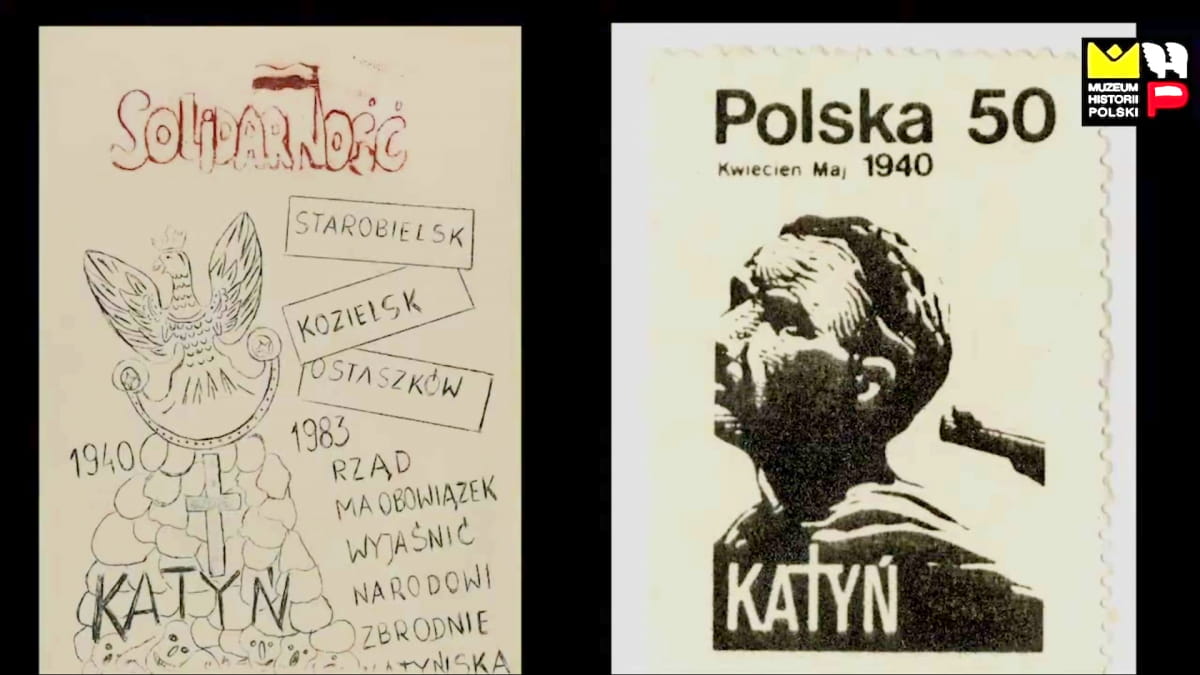 SOLIDARNOŚĆ
STAROBIELSK
KOZIELSK
OSTASZKÓW
1940
1983
RZĄD
MA OBOWIĄZEK
WYJAŚNIĆ
NARODOWI
ZBRODNIE
KATYŃSKA
KATYŃ
Polska 50
Kwiecien Maj 1940
KATYŃ
MUZEUM
HISTORII
POLSKI